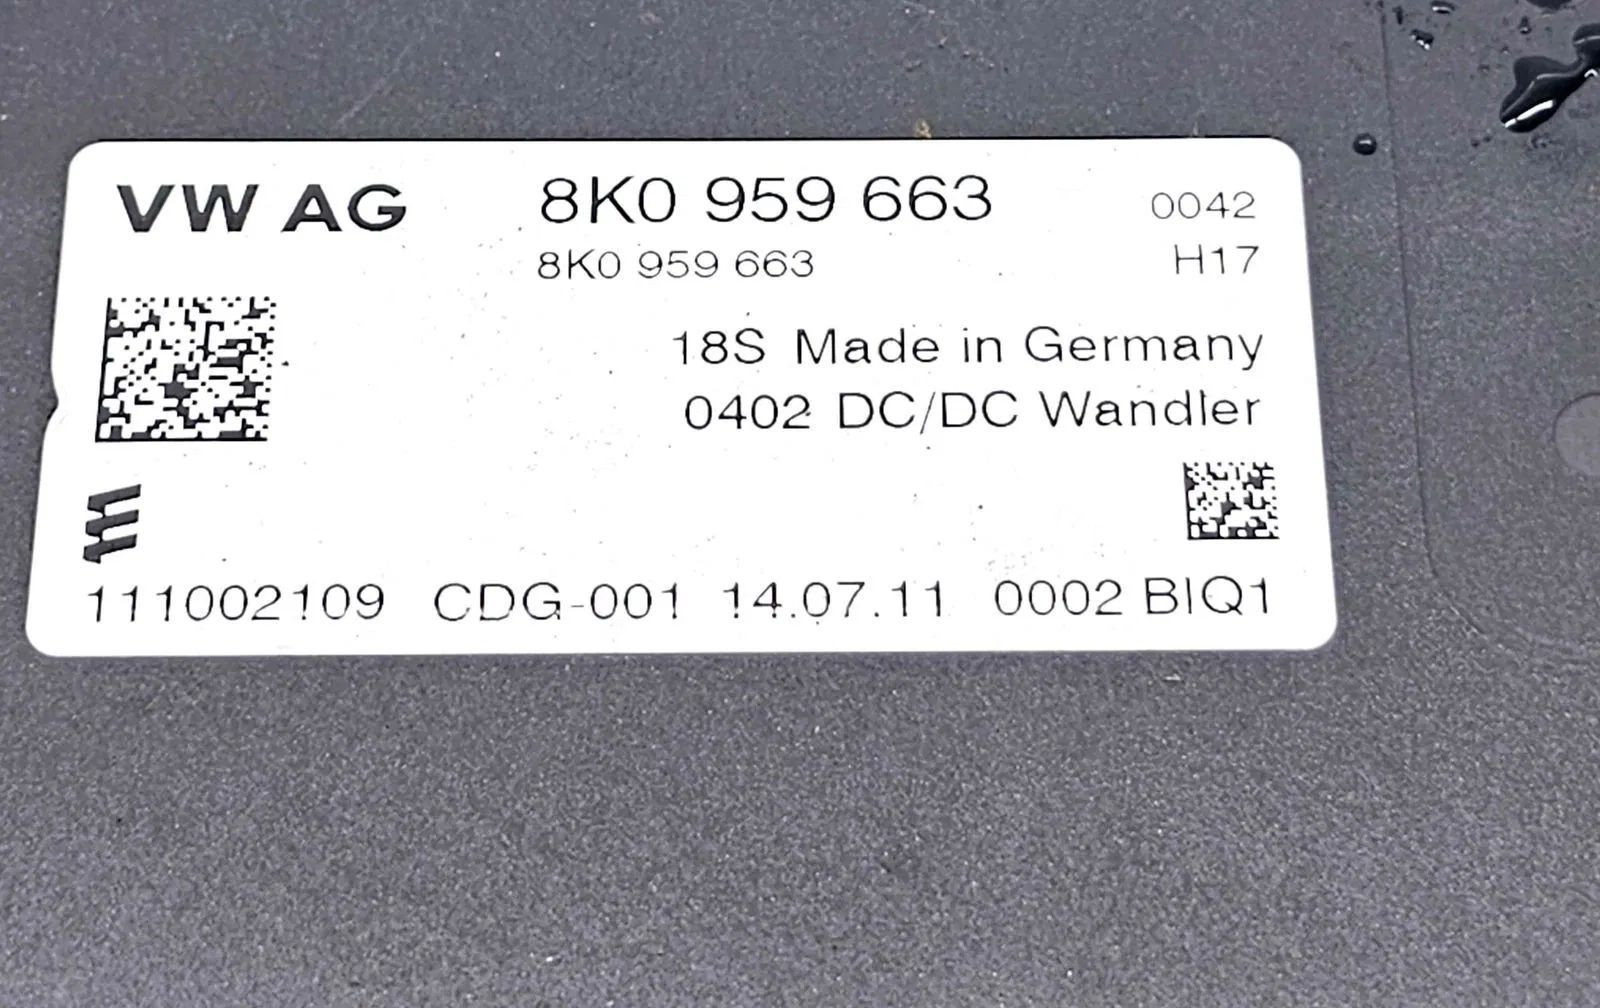 VW AG 8K0 959 663 0042
8K0 959 663 H17
18S Made in Germany
0402 DC/DC Wandler
111002109 CDG-001 14.07.11 0002 BIQ1